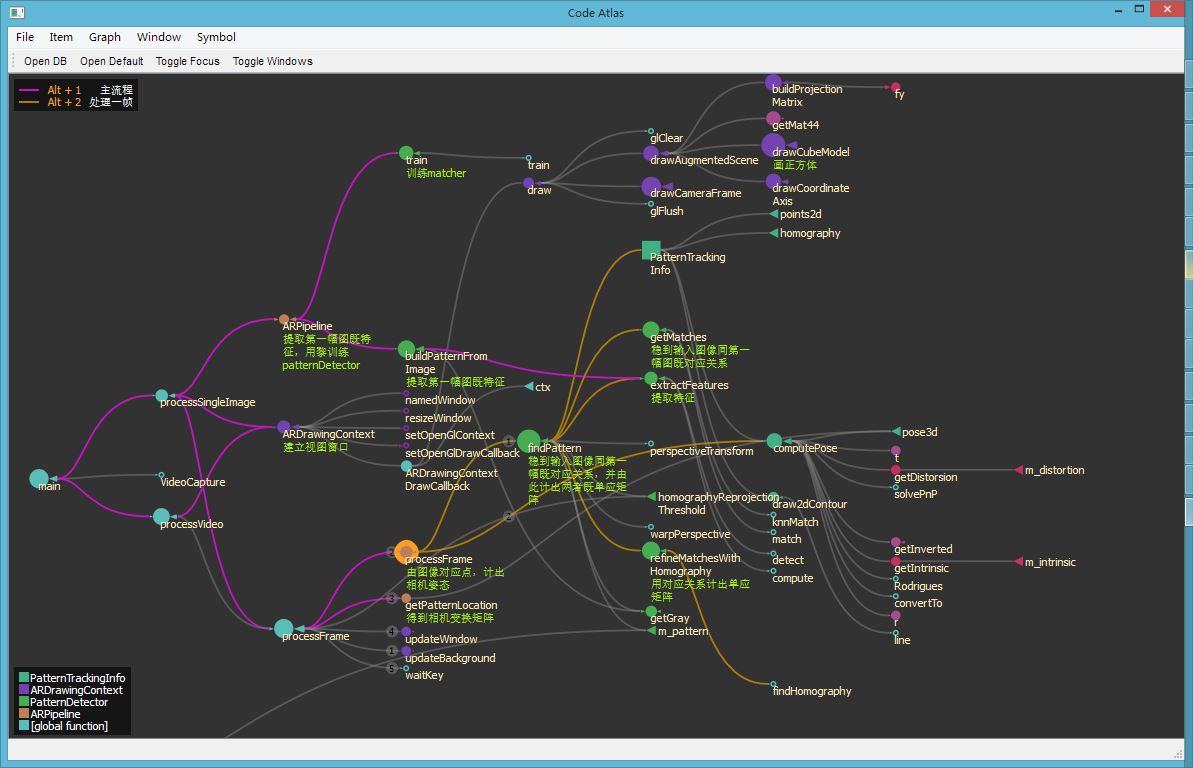 Code Atlas
File Item Graph Window Symbol
Open DB Open Default Toggle Focus Toggle Windows
Alt + 1 主流程
Alt + 2 处理一帧
buildProjection
Matrix
fy
getMat44
glClear
train
训练matcher
train
drawAugmentedScene
drawCubeModel
画正方体
draw
drawCameraFrame
drawCoordinate
Axis
glFlush
points2d
homography
PatternTracking
Info
ARPipeline
提取第一幅图既特
征，用黎训练
patternDetector
getMatches
稳到输入图像同第一
幅图既对应关系
buildPatternFrom
Image
提取第一幅图既特征
extractFeatures
提取特征
ctx
processSingleImage
namedWindow
resizeWindow
ARDrawingContext
建立视图窗口
setOpenGlContext
setOpenGlDrawCallback
ARDrawingContext
DrawCallback
1
findPattern
稳到输入图像同第一
幅既对应关系，并由
此计出两者既单应矩
阵
perspectiveTransform
computePose
pose3d
t
getDistorsion
m_distortion
solvePnP
main
VideoCapture
processVideo
homographyReprojection
Threshold
draw2dContour
knnMatch
2
warpPerspective
match
2
processFrame
由图像对应点，计出
相机姿态
refineMatchesWith
Homography
用对应关系计出单应
矩阵
detect
compute
getInverted
getIntrinsic
m_intrinsic
Rodrigues
convertTo
3
getPatternLocation
得到相机变换矩阵
getGray
m_pattern
r
line
processFrame
4
updateWindow
1
updateBackground
5
waitKey
findHomography
PatternTrackingInfo
ARDrawingContext
PatternDetector
ARPipeline
[global function]